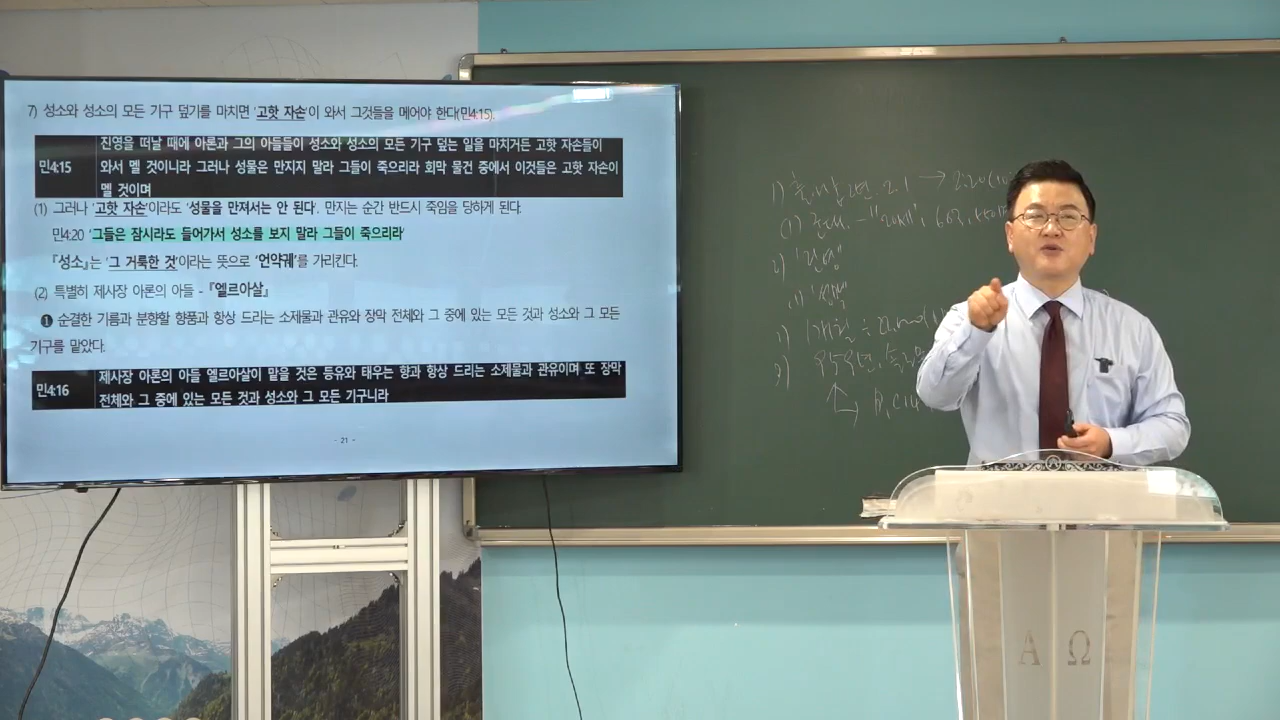 7) 성소와 성소의 모든 기구 덮기를 마치면 '고핫 자손'이 와서 그것들을 메어야 한다(민4:15).
진영을 떠날 때에 아론과 그의 아들들이 성소와 성소의 모든 기구 덮는 일을 마치거든 고핫 자손들이
민4:15 와서 멜 것이니라 그러나 성물은 만지지 말라 그들이 죽으리라 회막 물건 중에서 이것들은 고핫 자손이
멜 것이며
(1) 그러나 '고핫 자손'이라도 '성물을 만져서는 안 된다'. 만지는 순간 반드시 죽임을 당하게 된다.
민4:20 '그들은 잠시라도 들어가서 성소를 보지 말라 그들이 죽으리라'
『성소』는 '그 거룩한 것'이라는 뜻으로 '언약궤'를 가리킨다.
(2) 특별히 제사장 아론의 아들 - 『엘르아살』
❶ 순결한 기름과 분향할 향품과 항상 드리는 소제물과 관유와 장막 전체와 그 중에 있는 모든 것과 성소와 그 모든
기구를 맡았다.
제사장 아론의 아들 엘르아살이 맡을 것은 등유와 태우는 향과 항상 드리는 소제물과 관유이며 또 장막
민4:16 전체와 그 중에 있는 모든 것과 성소와 그 모든 기구니라
- 21 -
1)
2.1 → 2:20(10
(1)
2)
(1)
Α Ω